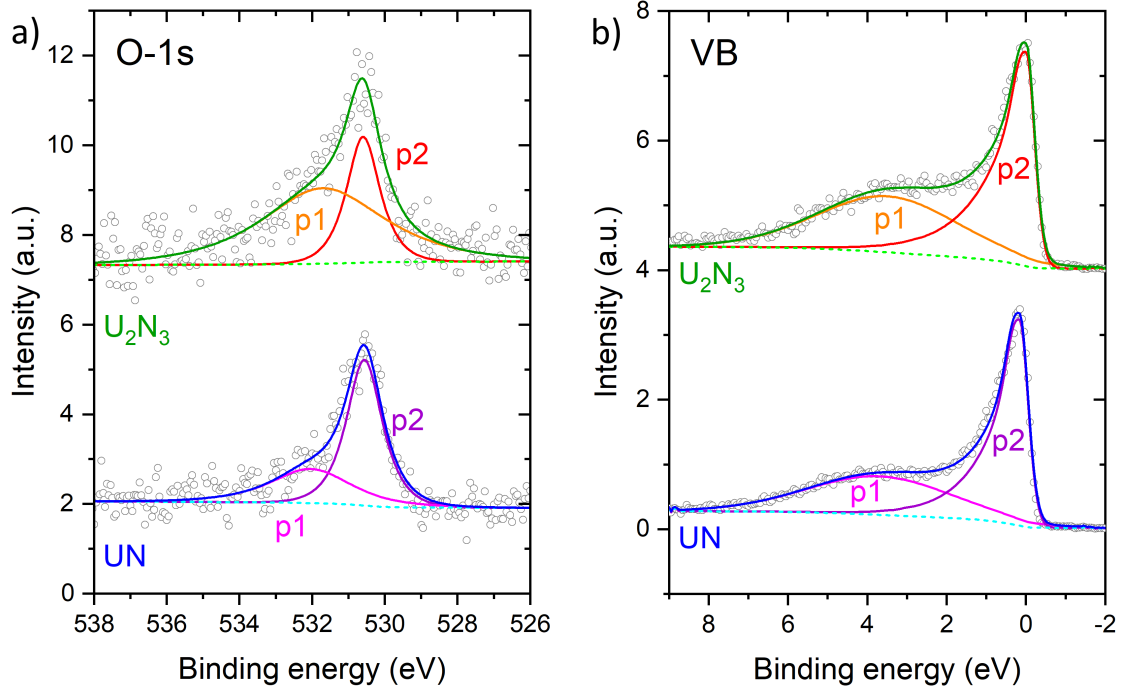 a)
O-1s
12
10
8
6
4
2
0
Intensity (a.u.)
p2
p1
U₂N₃
p2
p1
UN
538
536
534
532
530
528
526
Binding energy (eV)
b)
VB
8
6
4
2
0
Intensity (a.u.)
p2
p1
U₂N₃
p2
p1
UN
8
6
4
2
0
-2
Binding energy (eV)